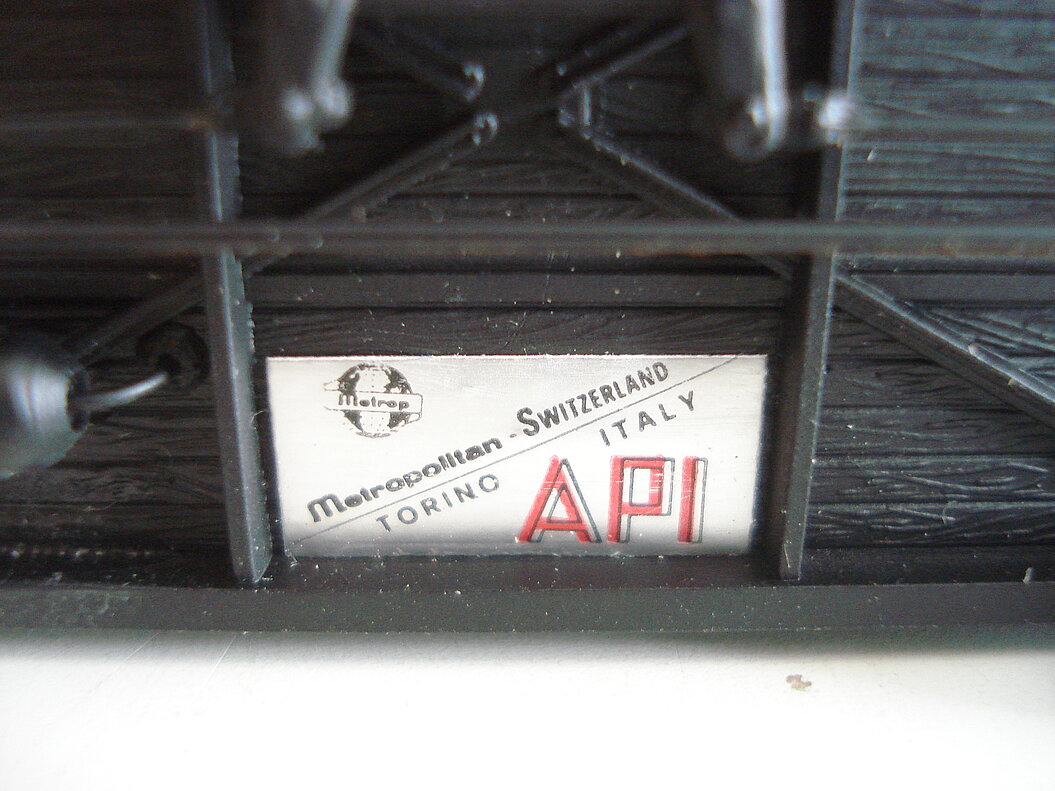 Metrop
Metropolitan - SWITZERLAND
TORINO ITALY
API